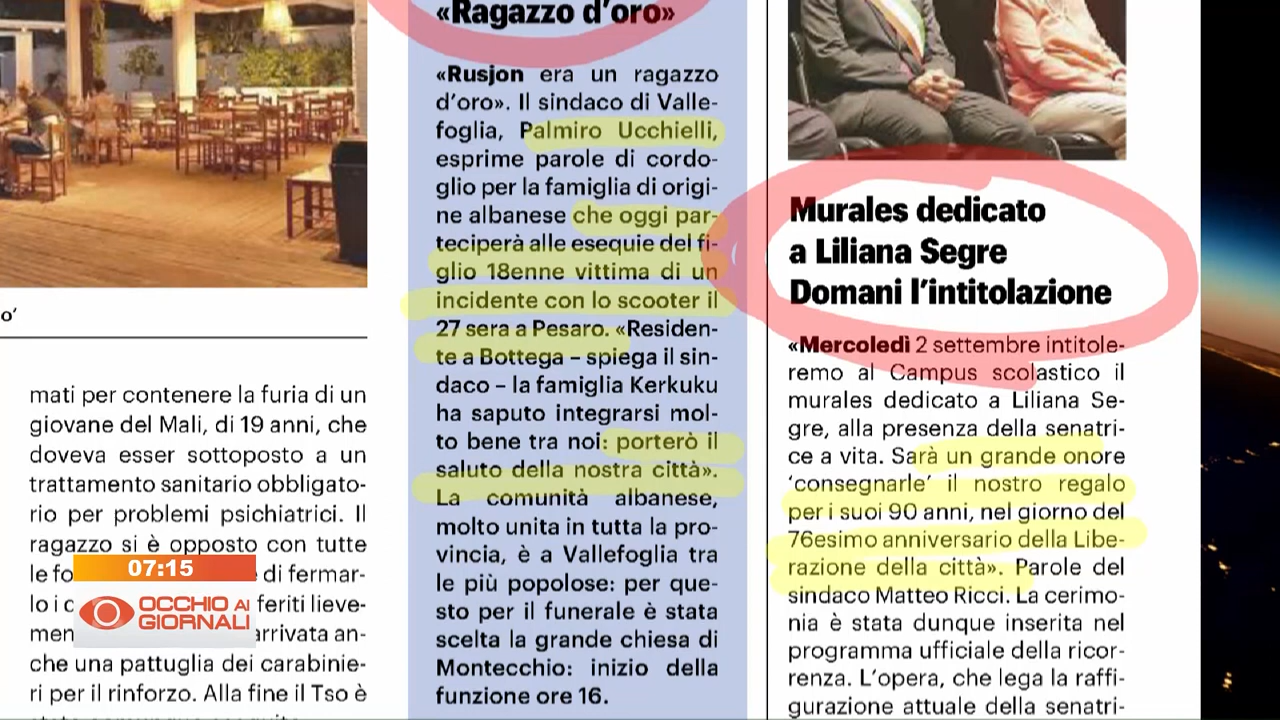 o'
mati per contenere la furia di un
giovane del Mali, di 19 anni, che
doveva esser sottoposto a un
trattamento sanitario obbligato-
rio per problemi psichiatrici. Il
ragazzo si è opposto con tutte
le fo di fermar-
lo i c feriti lieve-
men arrivata an-
che una pattuglia dei carabinie-
ri per il rinforzo. Alla fine il Tso è
07:15
OCCHIO AI
GIORNALI
«Ragazzo d'oro»
«Rusjon era un ragazzo
d'oro». Il sindaco di Valle-
foglia, Palmiro Ucchielli,
esprime parole di cordo-
glio per la famiglia di origi-
ne albanese che oggi par-
teciperà alle esequie del fi-
glio 18enne vittima di un
incidente con lo scooter il
27 sera a Pesaro. «Residen-
te a Bottega – spiega il sin-
daco – la famiglia Kerkuku
ha saputo integrarsi mol-
to bene tra noi: porterò il
saluto della nostra città».
La comunità albanese,
molto unita in tutta la pro-
vincia, è a Vallefoglia tra
le più popolose: per que-
sto per il funerale è stata
scelta la grande chiesa di
Montecchio: inizio della
funzione ore 16.
Murales dedicato
a Liliana Segre
Domani l'intitolazione
«Mercoledì 2 settembre intitole-
remo al Campus scolastico il
murales dedicato a Liliana Se-
gre, alla presenza della senatri-
ce a vita. Sarà un grande onore
'consegnarle' il nostro regalo
per i suoi 90 anni, nel giorno del
76esimo anniversario della Libe-
razione della città». Parole del
sindaco Matteo Ricci. La cerimo-
nia è stata dunque inserita nel
programma ufficiale della ricor-
renza. L'opera, che lega la raffi-
gurazione attuale della senatri-